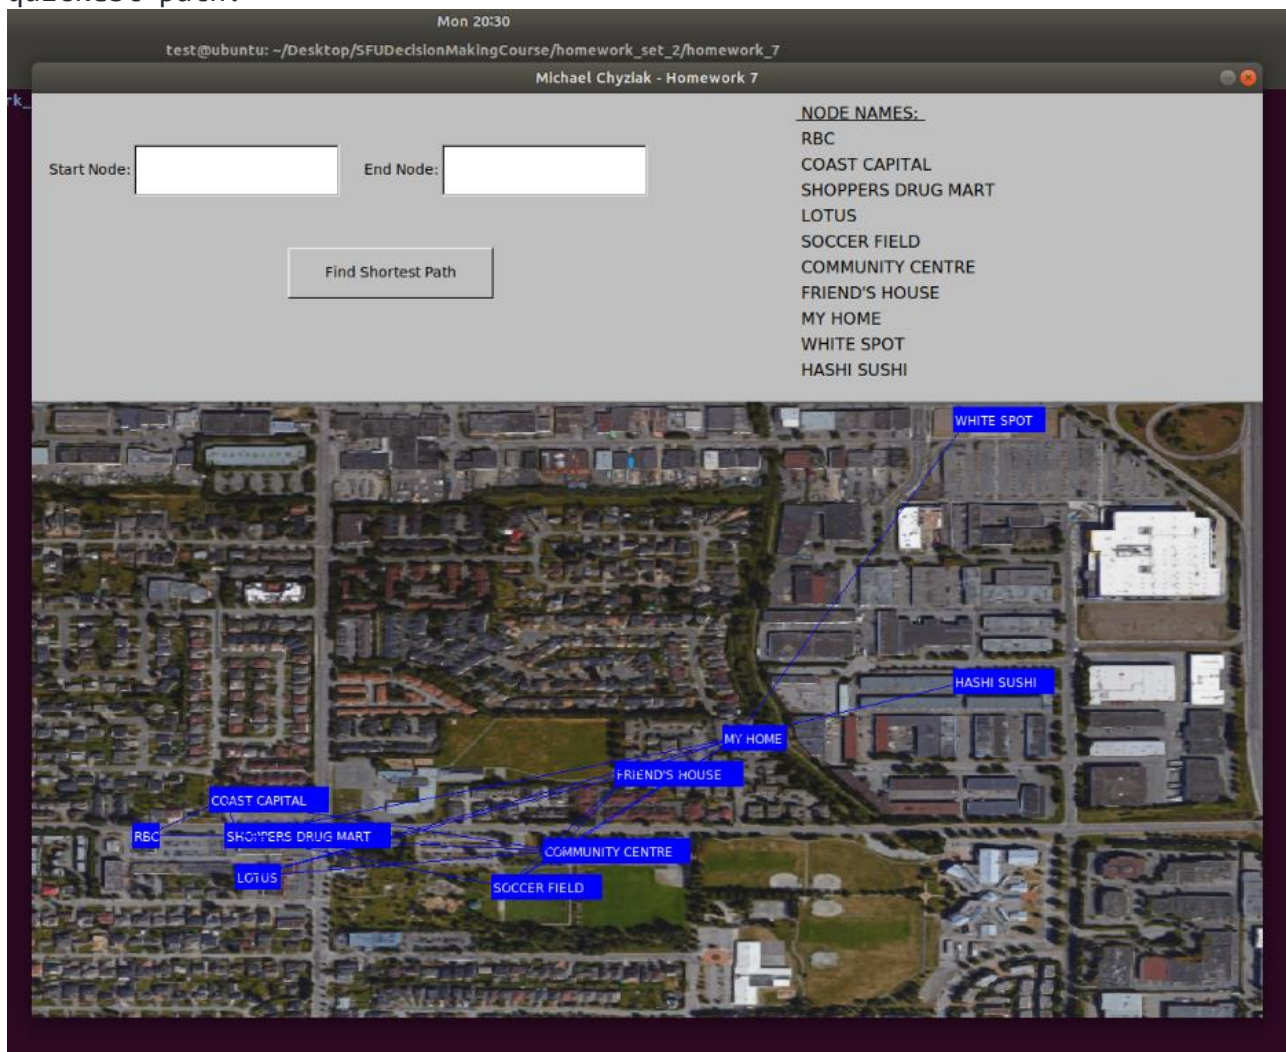 quickest path.
Mon 20:30
test@ubuntu: ~/Desktop/SFUDecisionMakingCourse/homework_set_2/homework_7
Michael Chyziak - Homework 7
rk_
NODE NAMES:
RBC
COAST CAPITAL
SHOPPERS DRUG MART
LOTUS
SOCCER FIELD
COMMUNITY CENTRE
FRIEND'S HOUSE
MY HOME
WHITE SPOT
HASHI SUSHI
Start Node:
End Node:
Find Shortest Path
WHITE SPOT
HASHI SUSHI
MY HOME
FRIEND'S HOUSE
COAST CAPITAL
RBC
SHOPPERS DRUG MART
COMMUNITY CENTRE
LOTUS
SOCCER FIELD